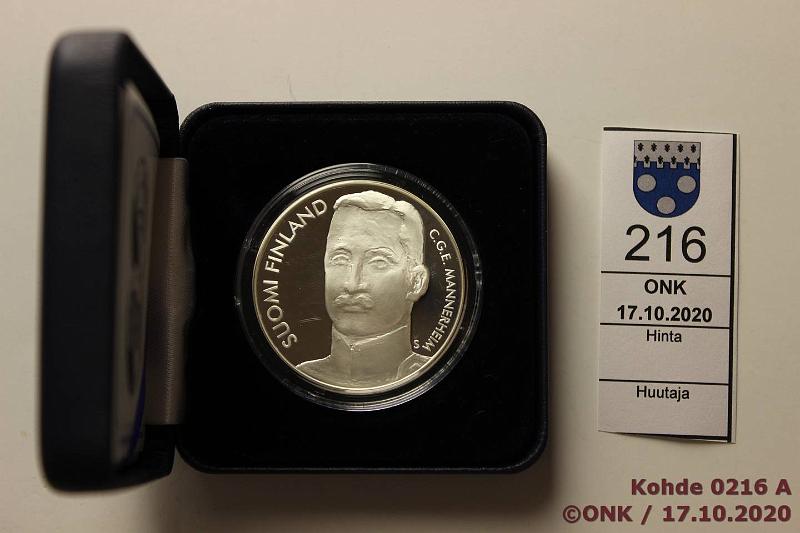 SUOMI FINLAND
C.G.E. MANNERHEIM
S
216
ONK
17.10.2020
Hinta
Huutaja
Kohde 0216 A
©ONK / 17.10.2020